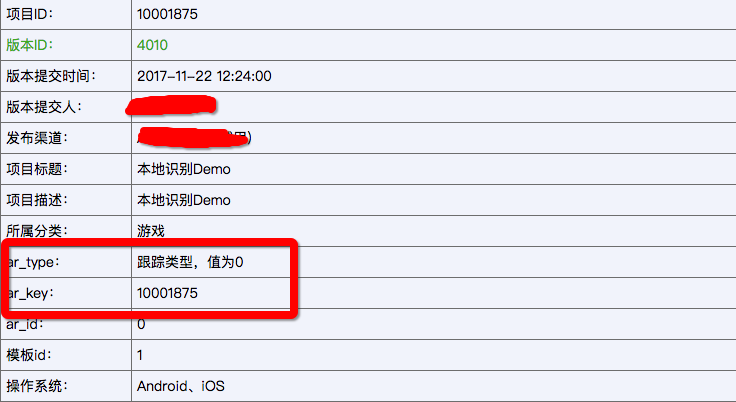 项目ID： 10001875
版本ID： 4010
版本提交时间： 2017-11-22 12:24:00
版本提交人：
发布渠道： )
项目标题： 本地识别Demo
项目描述： 本地识别Demo
所属分类： 游戏
ar_type： 跟踪类型，值为0
ar_key： 10001875
ar_id： 0
模板id： 1
操作系统： Android、iOS